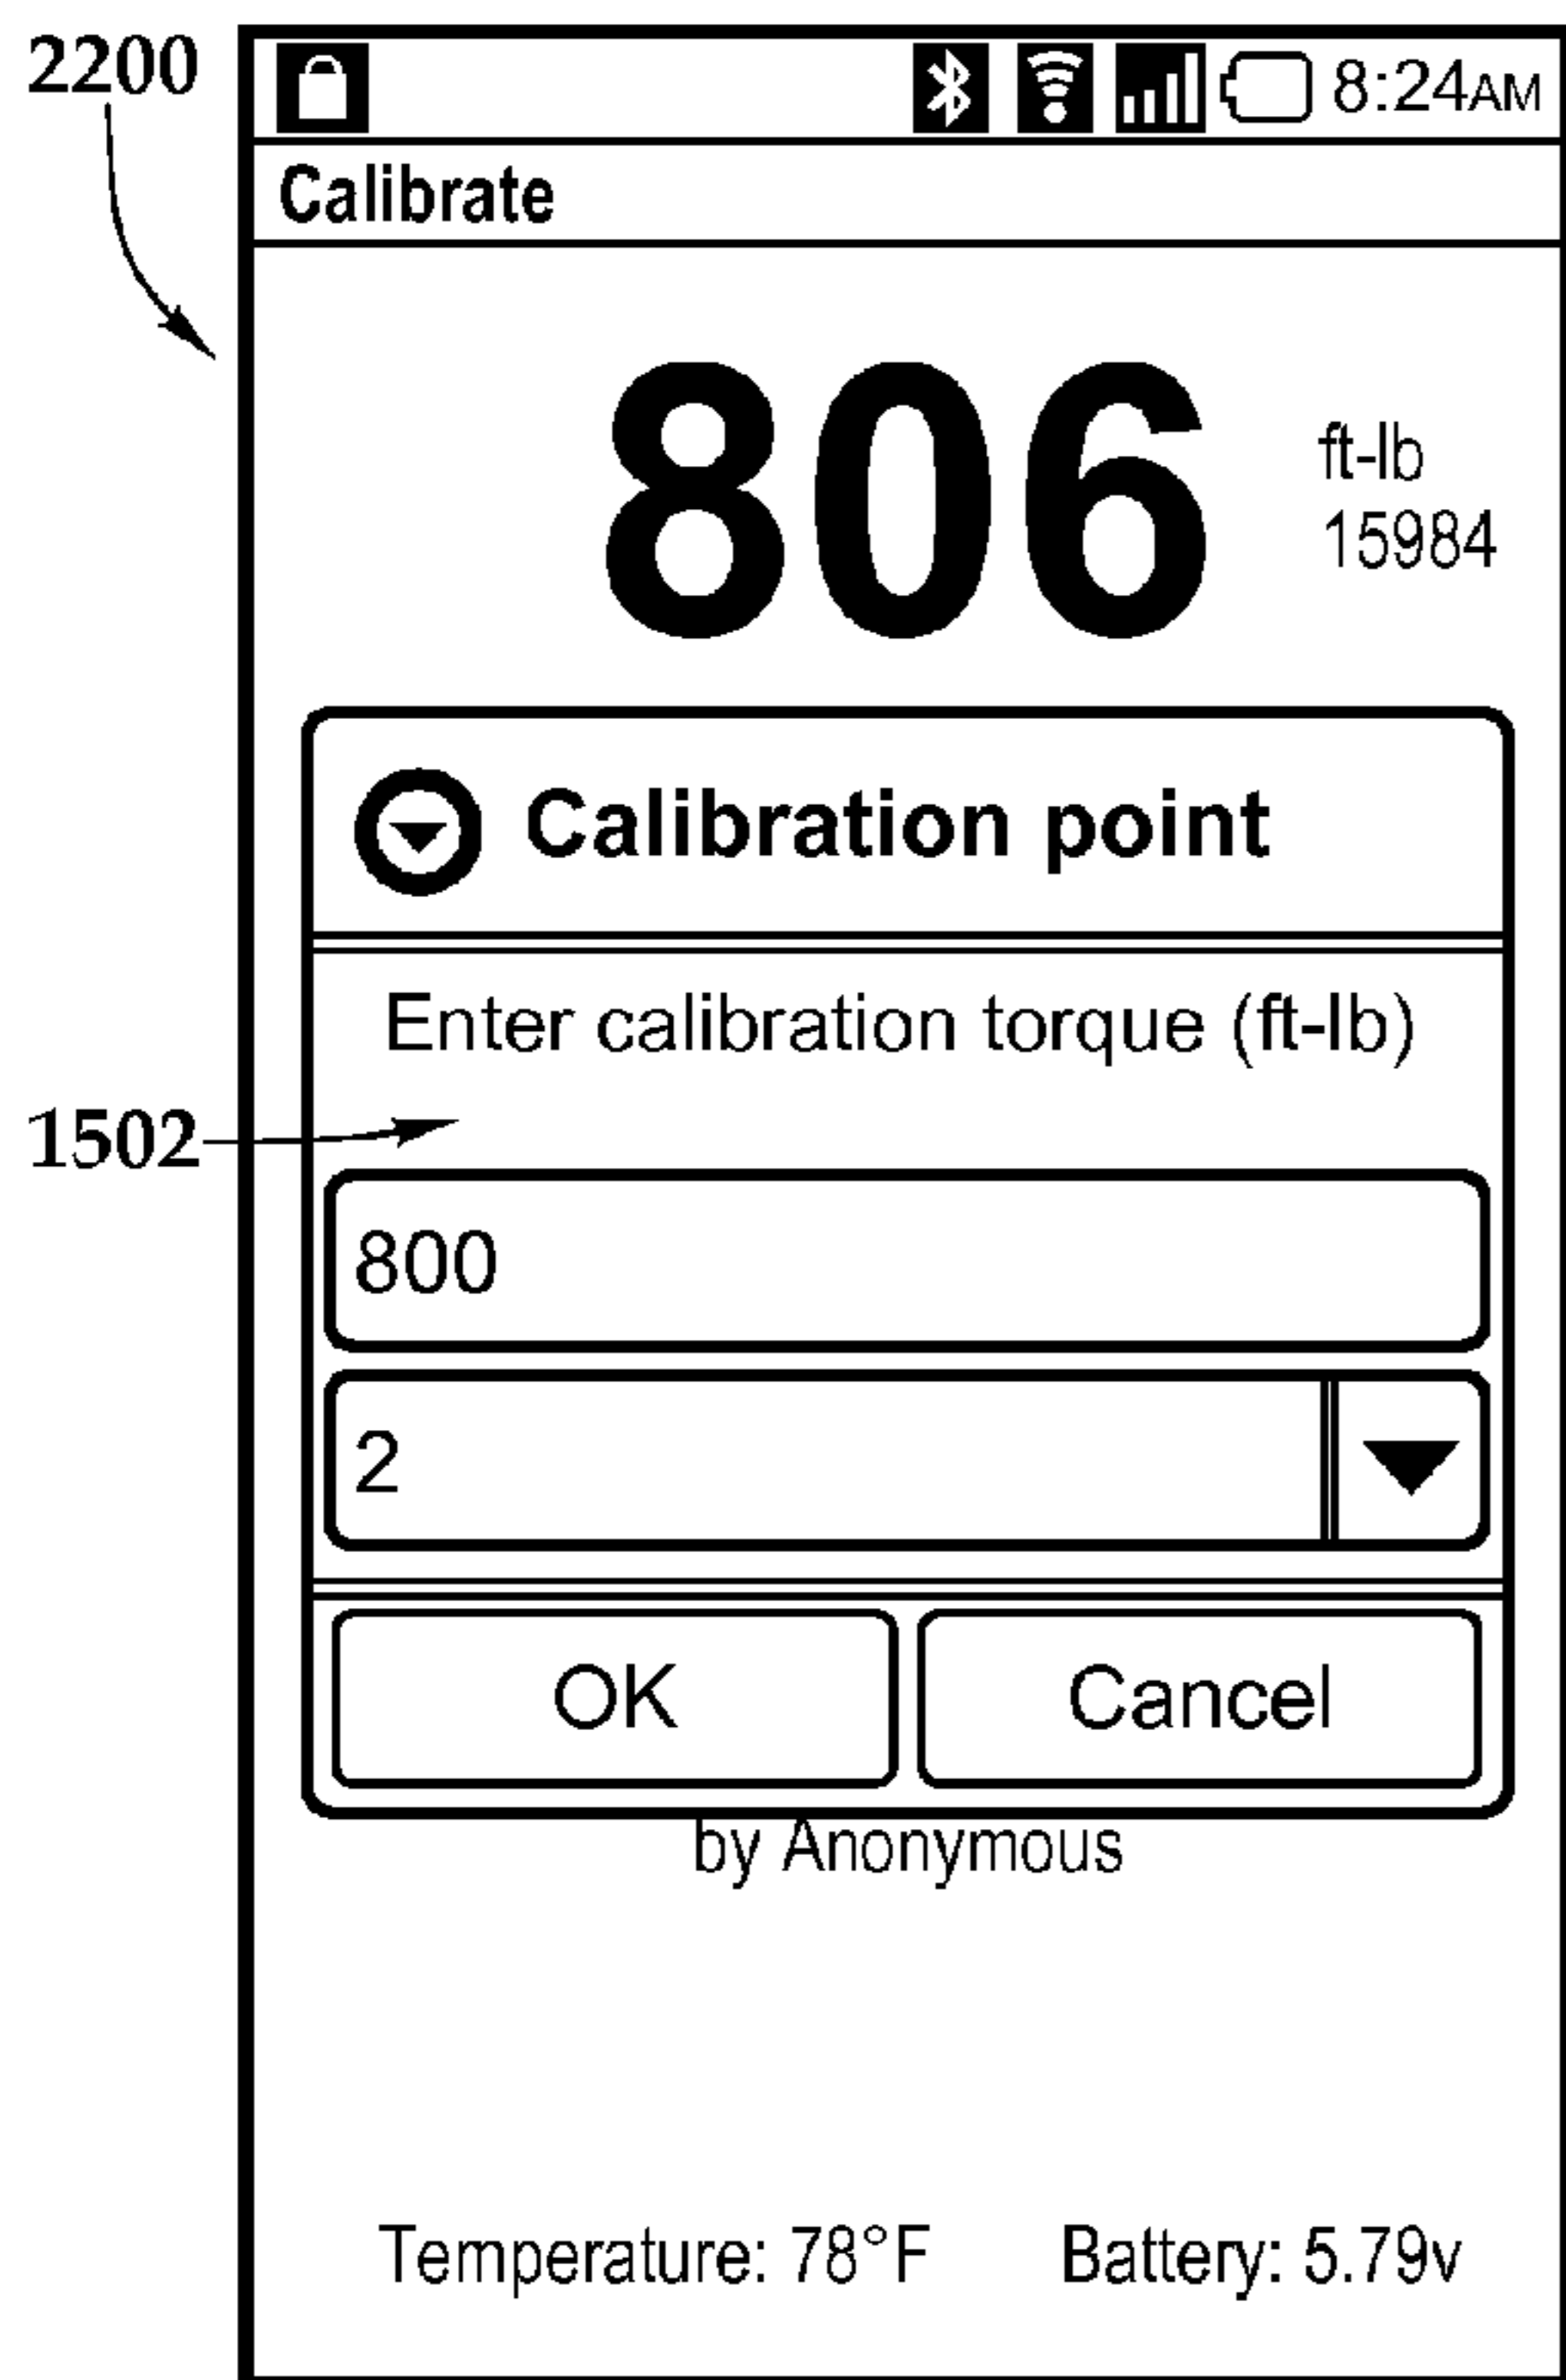 2200
8:24AM
Calibrate
806
ft-lb
15984
Calibration point
Enter calibration torque (ft-lb)
1502
800
2
OK Cancel
by Anonymous
Temperature: 78°F Battery: 5.79v